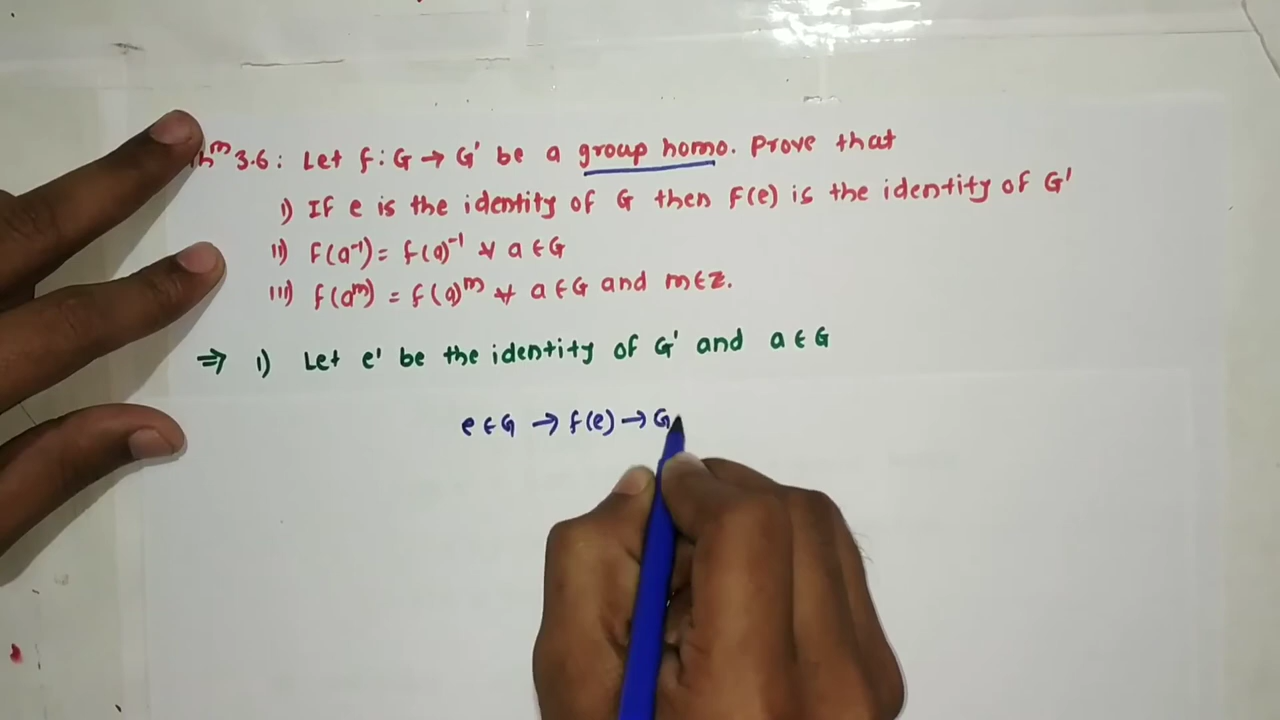 hᵐ 3.6: Let f: G → G' be a group homo. Prove that
i) If e is the identity of G then f(e) is the identity of G'
ii) f(a⁻¹) = f(a)⁻¹ ∀ a ∈ G
iii) f(aᵐ) = f(a)ᵐ ∀ a ∈ G and m ∈ Z.
⇒ i) Let e' be the identity of G' and a ∈ G
e ∈ G → f(e) → G